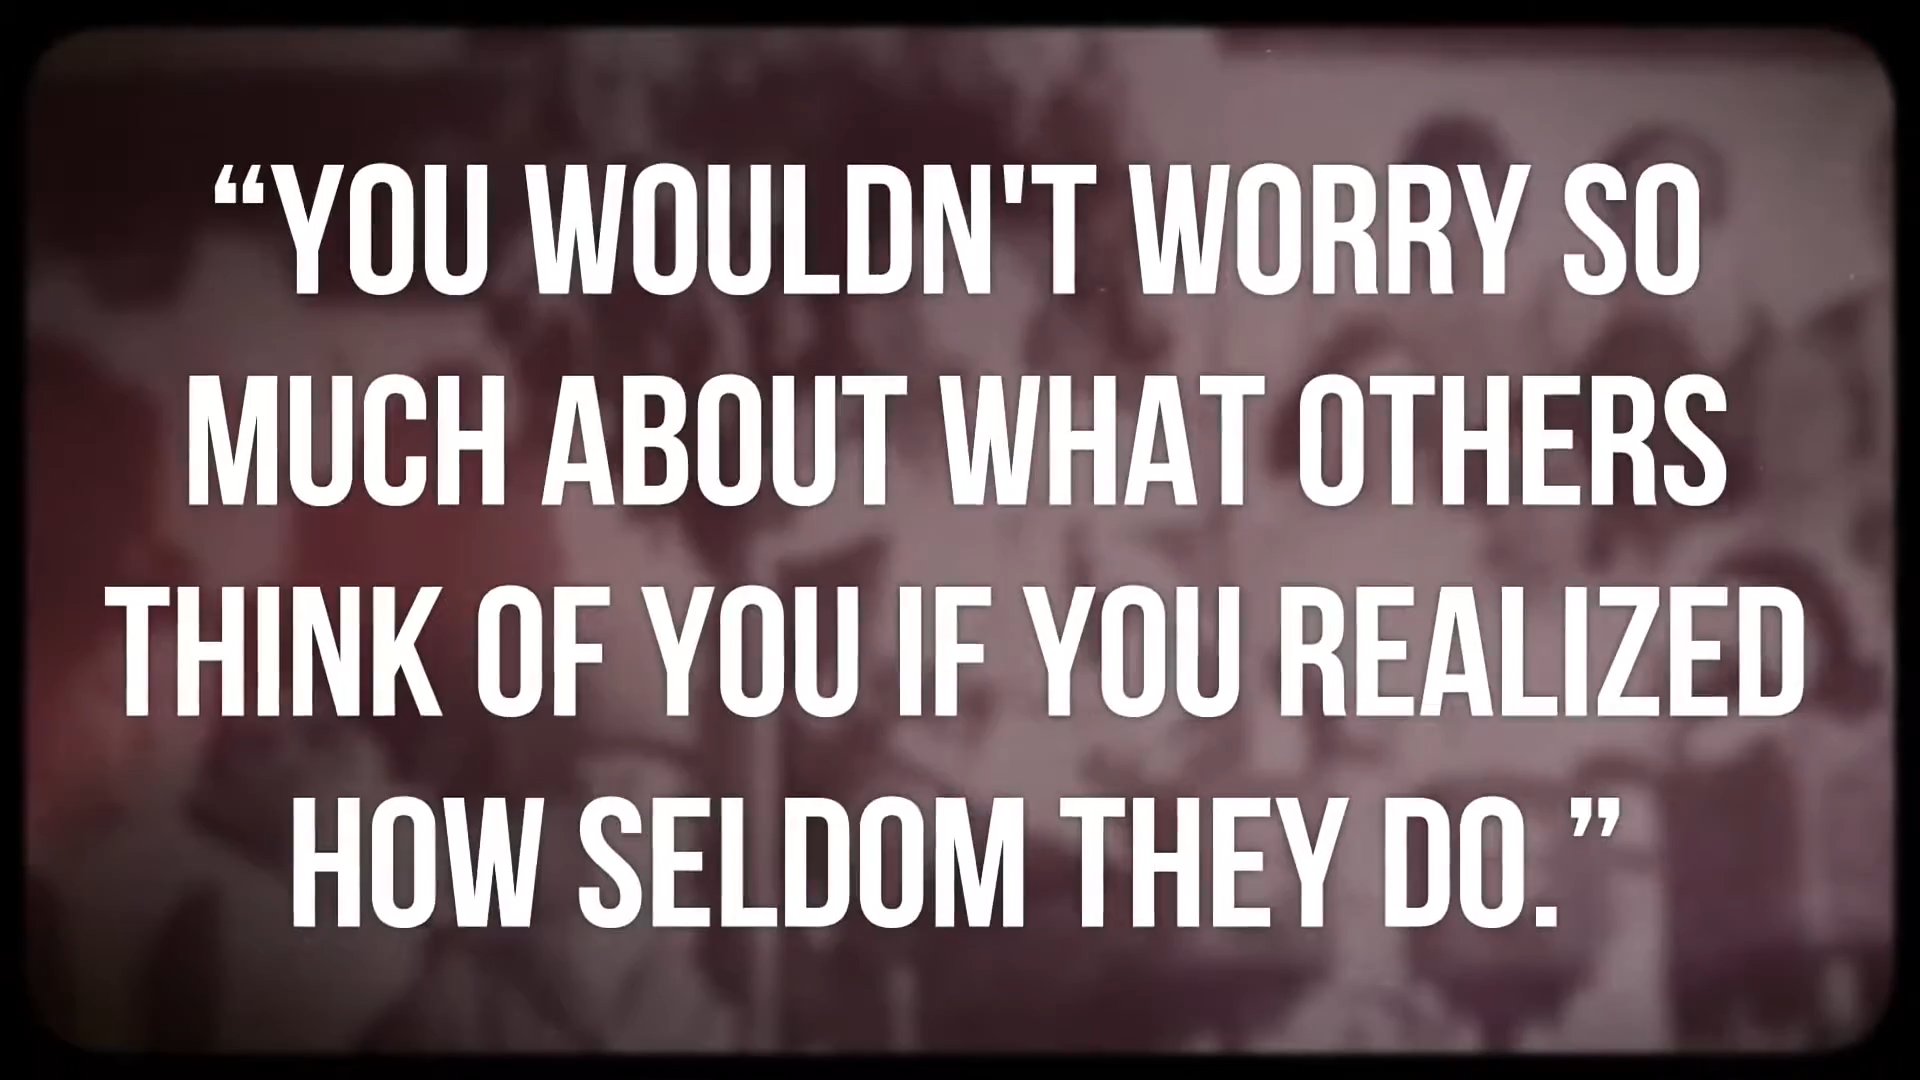 “YOU WOULDN'T WORRY SO
MUCH ABOUT WHAT OTHERS
THINK OF YOU IF YOU REALIZED
HOW SELDOM THEY DO.”